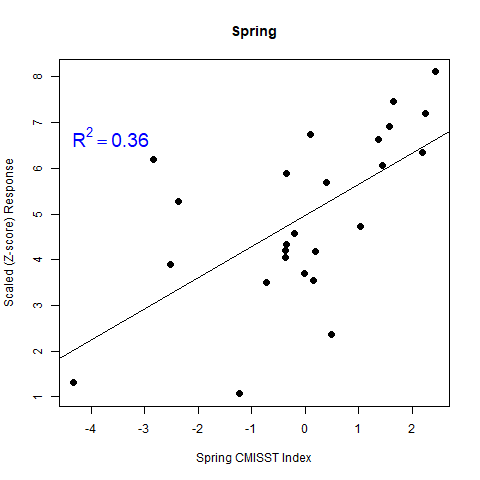 Spring
8
7
6
5
4
3
2
1
R² = 0.36
Scaled (Z-score) Response
-4 -3 -2 -1 0 1 2
Spring CMISST Index